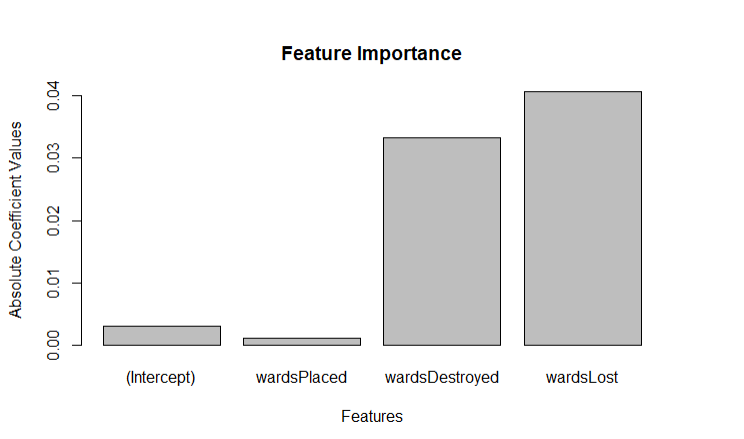 Feature Importance
Absolute Coefficient Values
0.04
0.03
0.02
0.01
0.00
(Intercept) wardsPlaced wardsDestroyed wardsLost
Features